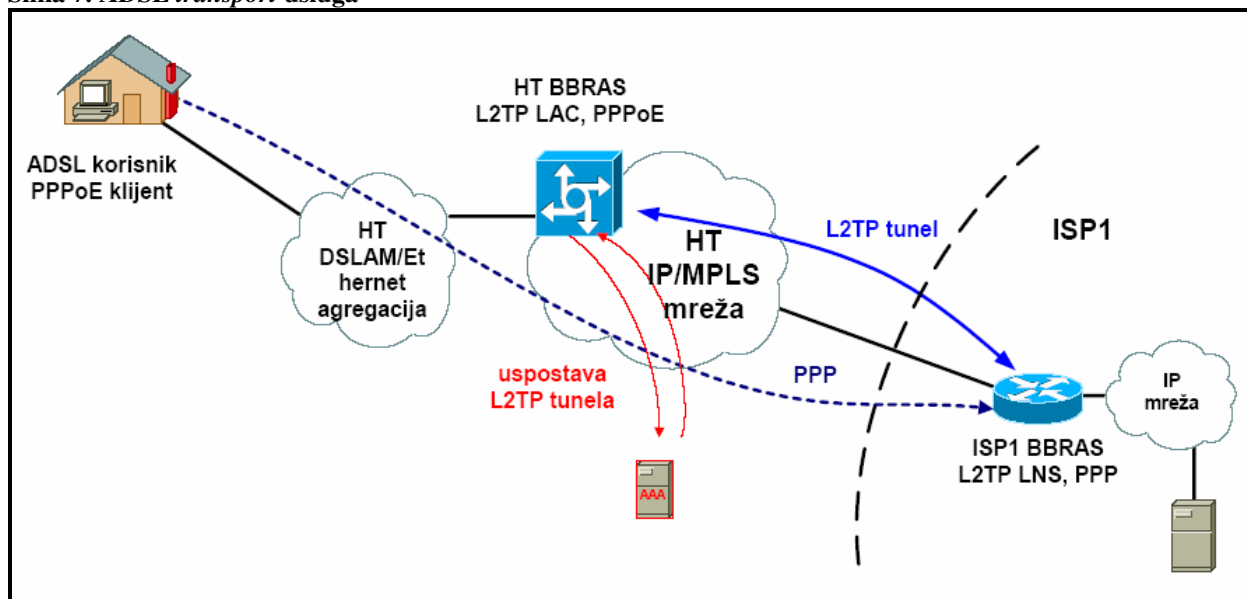 Slika 7. ADSL transport usluga
HT BBRAS
L2TP LAC, PPPoE
ADSL korisnik
PPPoE klijent
HT
DSLAM/Et
hernet
agregacija
HT
IP/MPLS
mreža
L2TP tunel
ISP1
uspostava
L2TP tunela
PPP
IP
mreža
AAA
ISP1 BBRAS
L2TP LNS, PPP